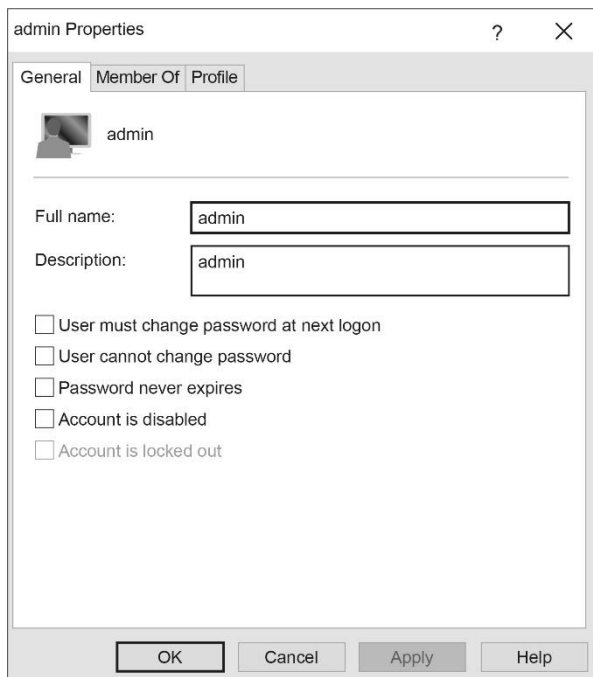 admin Properties
?
General Member Of Profile
admin
Full name: admin
Description: admin
User must change password at next logon
User cannot change password
Password never expires
Account is disabled
Account is locked out
OK Cancel Apply Help